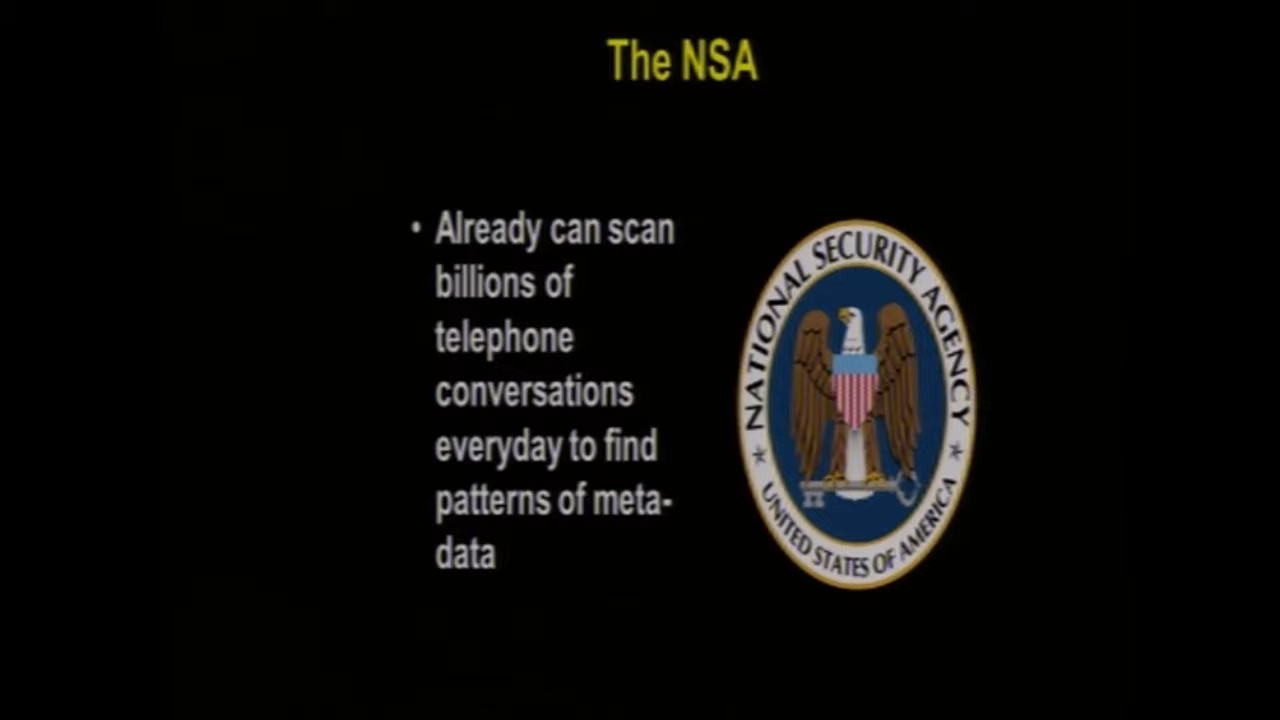 The NSA
• Already can scan
billions of
telephone
conversations
everyday to find
patterns of meta-
data
NATIONAL SECURITY AGENCY
UNITED STATES OF AMERICA